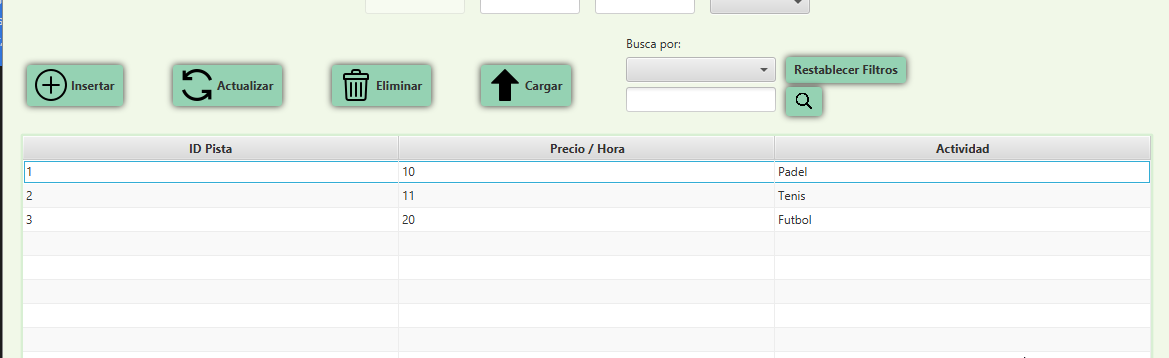 Busca por:
Insertar
Actualizar
Eliminar
Cargar
Restablecer Filtros
ID Pista Precio / Hora Actividad
1 10 Padel
2 11 Tenis
3 20 Futbol